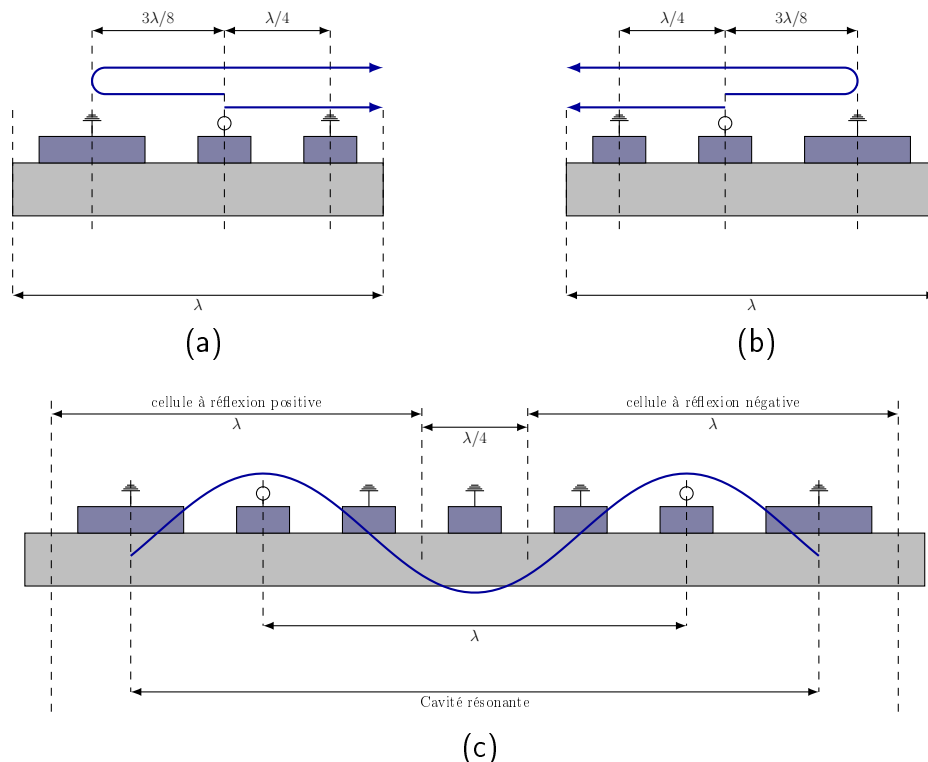 3λ/8 λ/4
λ/4 3λ/8
λ
λ
(a)
(b)
cellule à réflexion positive
λ
λ/4
cellule à réflexion négative
λ
λ
Cavité résonante
(c)